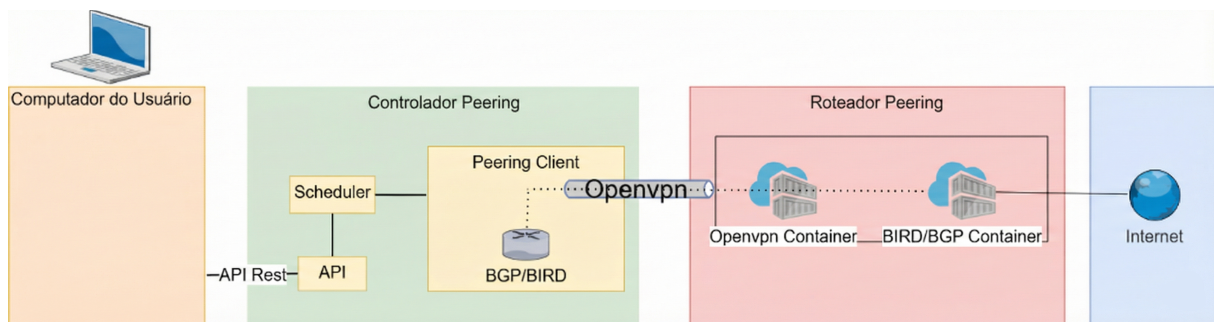 Computador do Usuário
Controlador Peering
Roteador Peering
Peering Client
Scheduler
Openvpn
Openvpn Container
BIRD/BGP Container
Internet
API Rest
API
BGP/BIRD